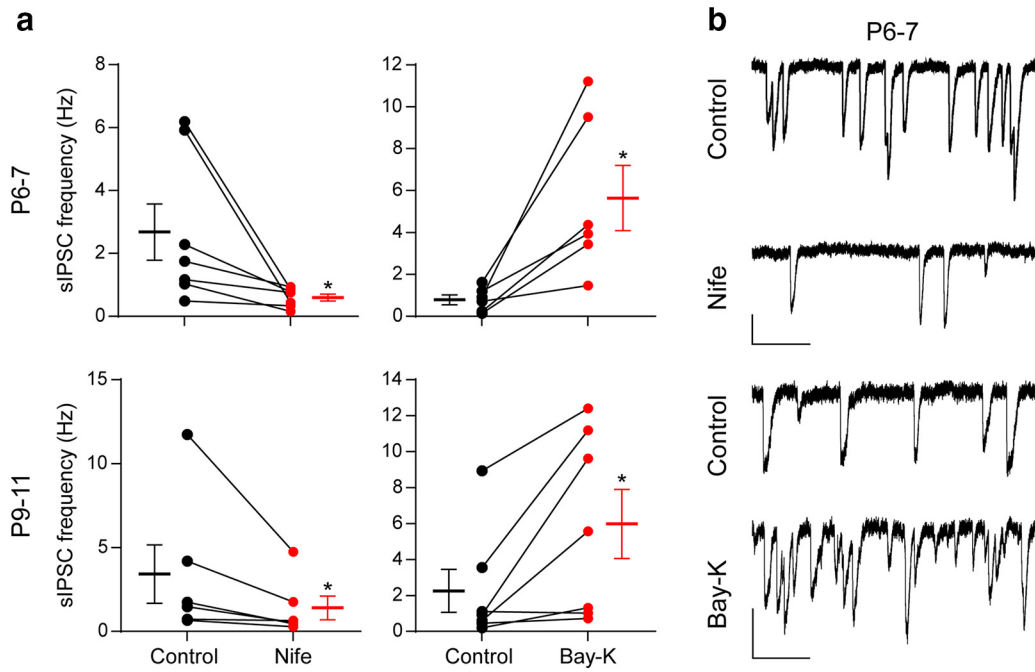 a
b
P6-7
P6-7
sIPSC frequency (Hz)
8
6
4
2
0
*
12
10
8
6
4
2
0
*
Control
Nife
P9-11
sIPSC frequency (Hz)
15
10
5
0
*
Control
Nife
14
12
10
8
6
4
2
0
*
Control
Bay-K
Control
Bay-K